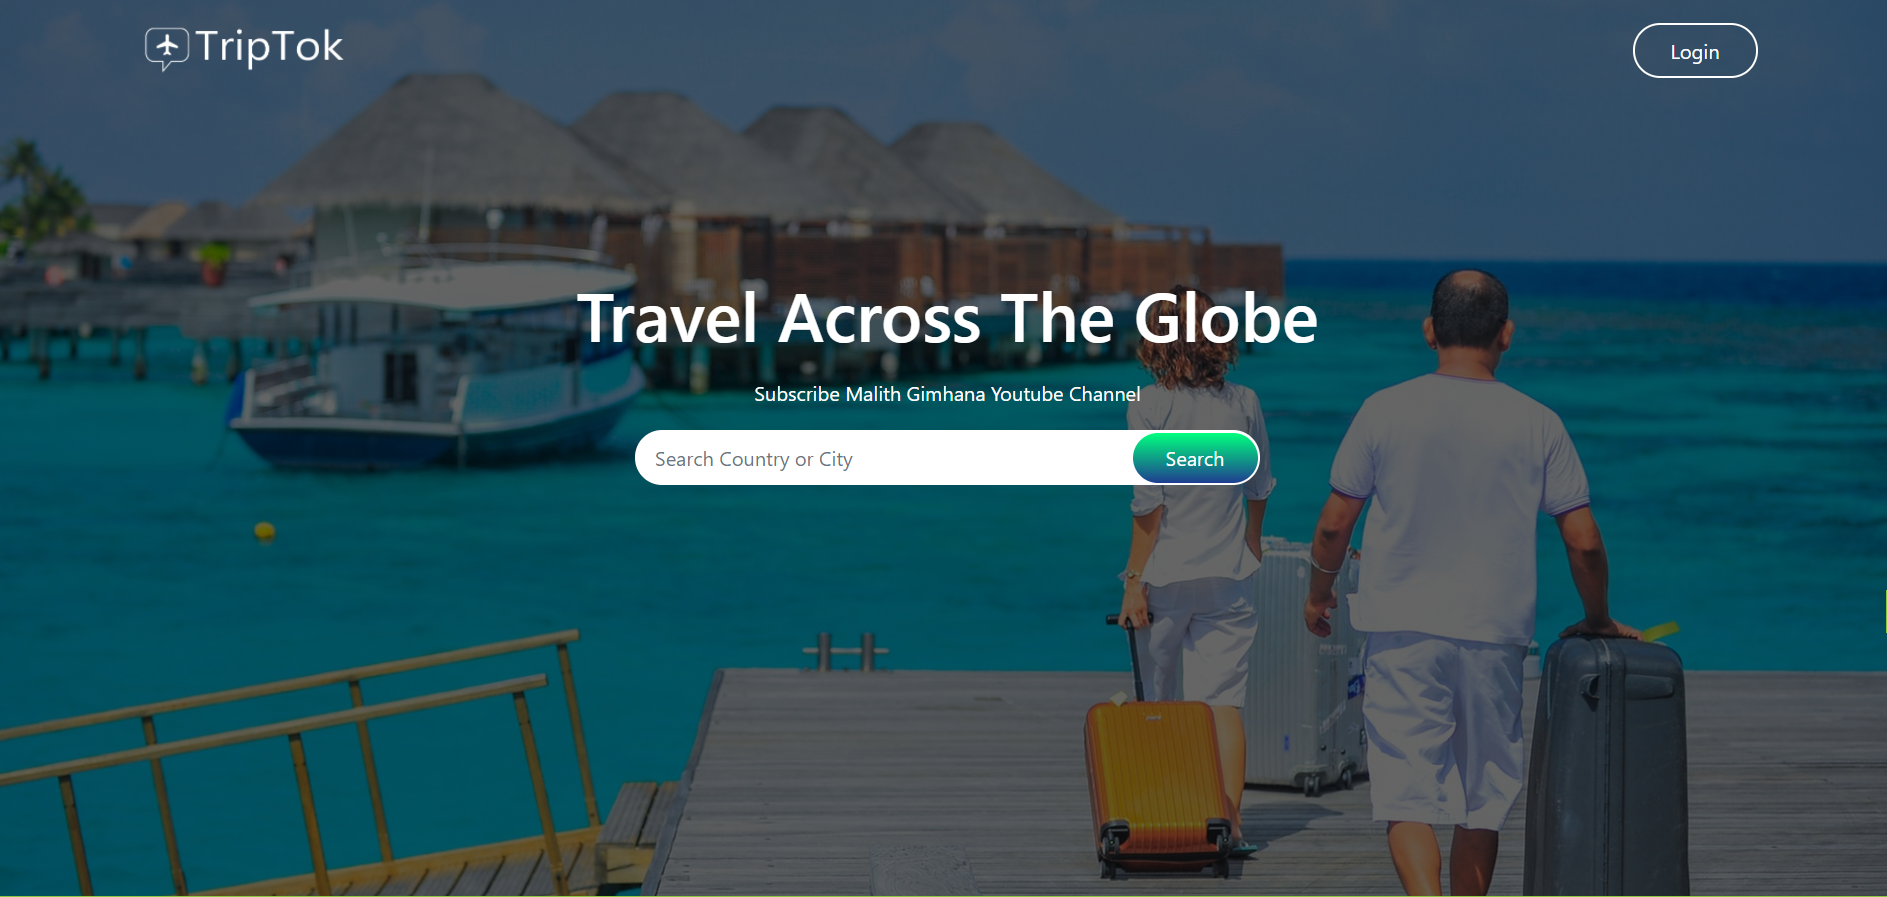 TripTok
Login
Travel Across The Globe
Subscribe Malith Gimhana Youtube Channel
Search Country or City
Search